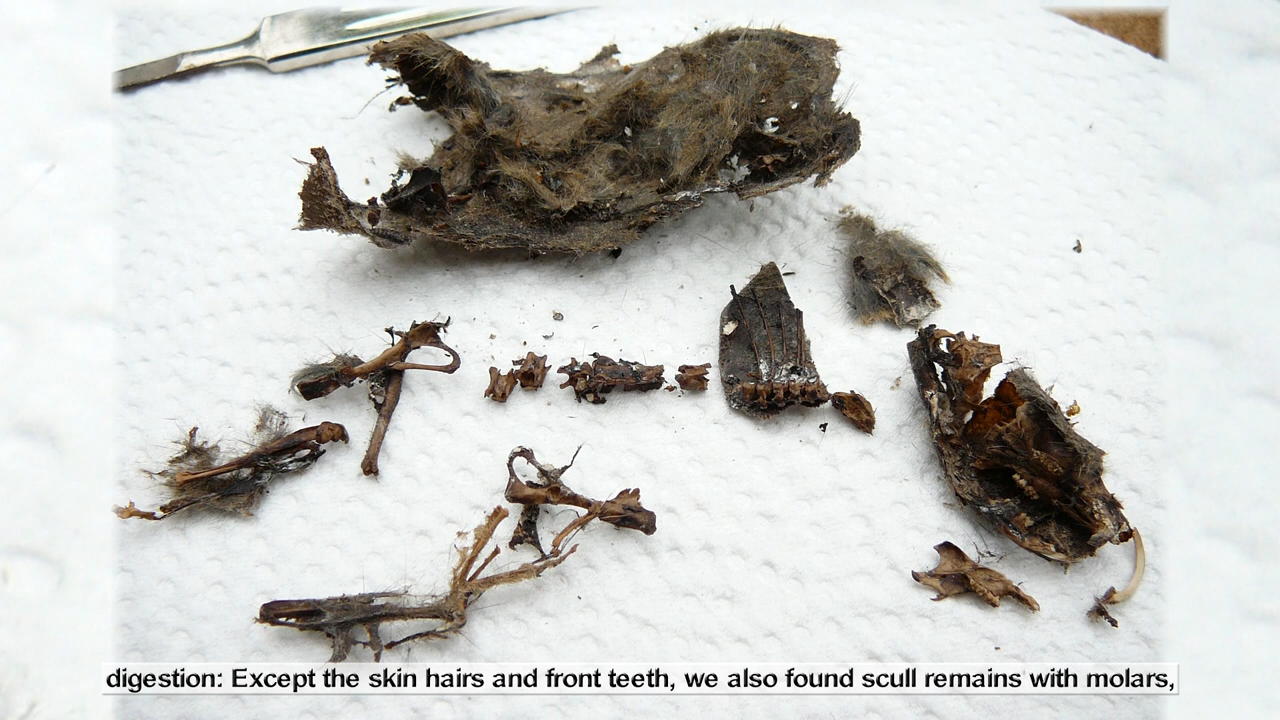 digestion: Except the skin hairs and front teeth, we also found scull remains with molars,